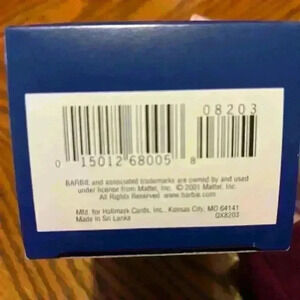 08203
0 15012 68005 8
BARBIE and associated trademarks are owned by and used
under license from Mattel, Inc. © 2001 Mattel, Inc.
All Rights Reserved. www.barbie.com
Mfd. for Hallmark Cards, Inc., Kansas City, MO 64141
Made in Sri Lanka QX8203